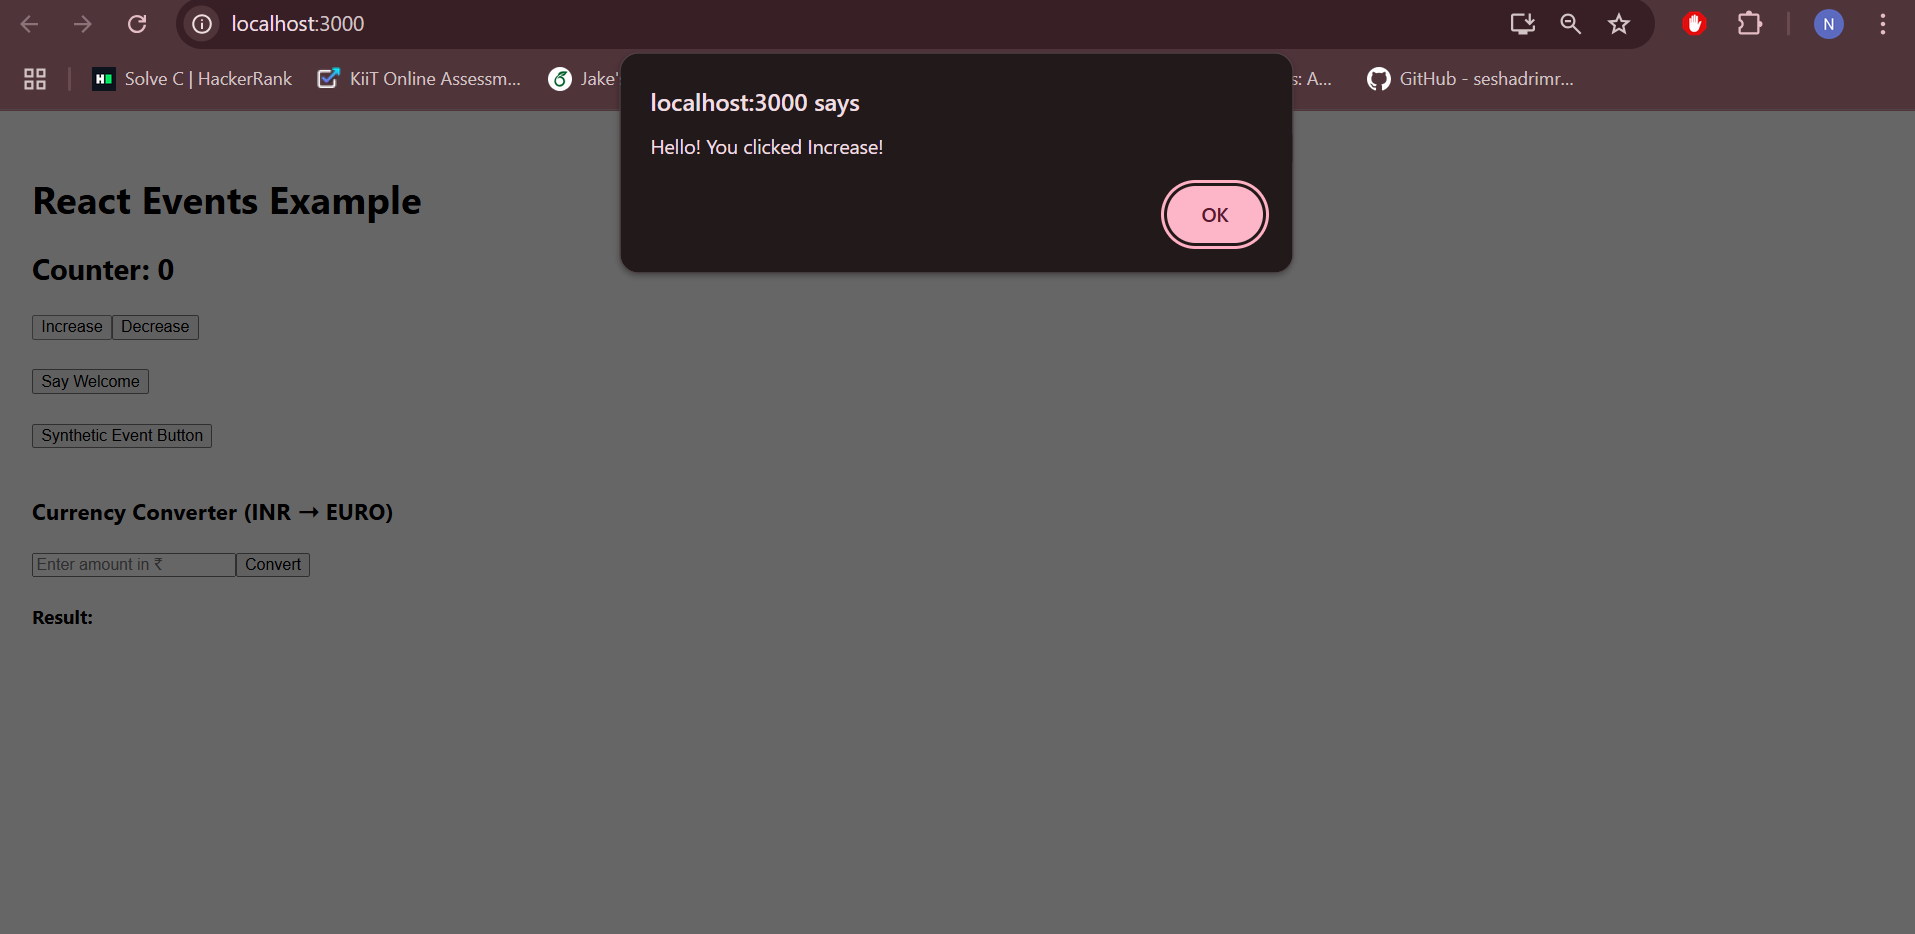 localhost:3000
N
Solve C | HackerRank
KiiT Online Assessm...
Jake'
s: A...
GitHub - seshadrimr...
localhost:3000 says
Hello! You clicked Increase!
OK
React Events Example
Counter: 0
Increase Decrease
Say Welcome
Synthetic Event Button
Currency Converter (INR → EURO)
Enter amount in ₹ Convert
Result: